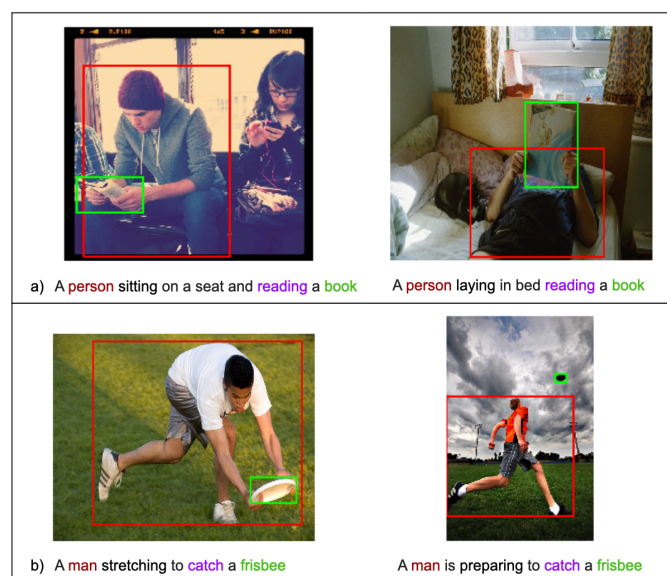 a) A person sitting on a seat and reading a book
A person laying in bed reading a book
b) A man stretching to catch a frisbee
A man is preparing to catch a frisbee